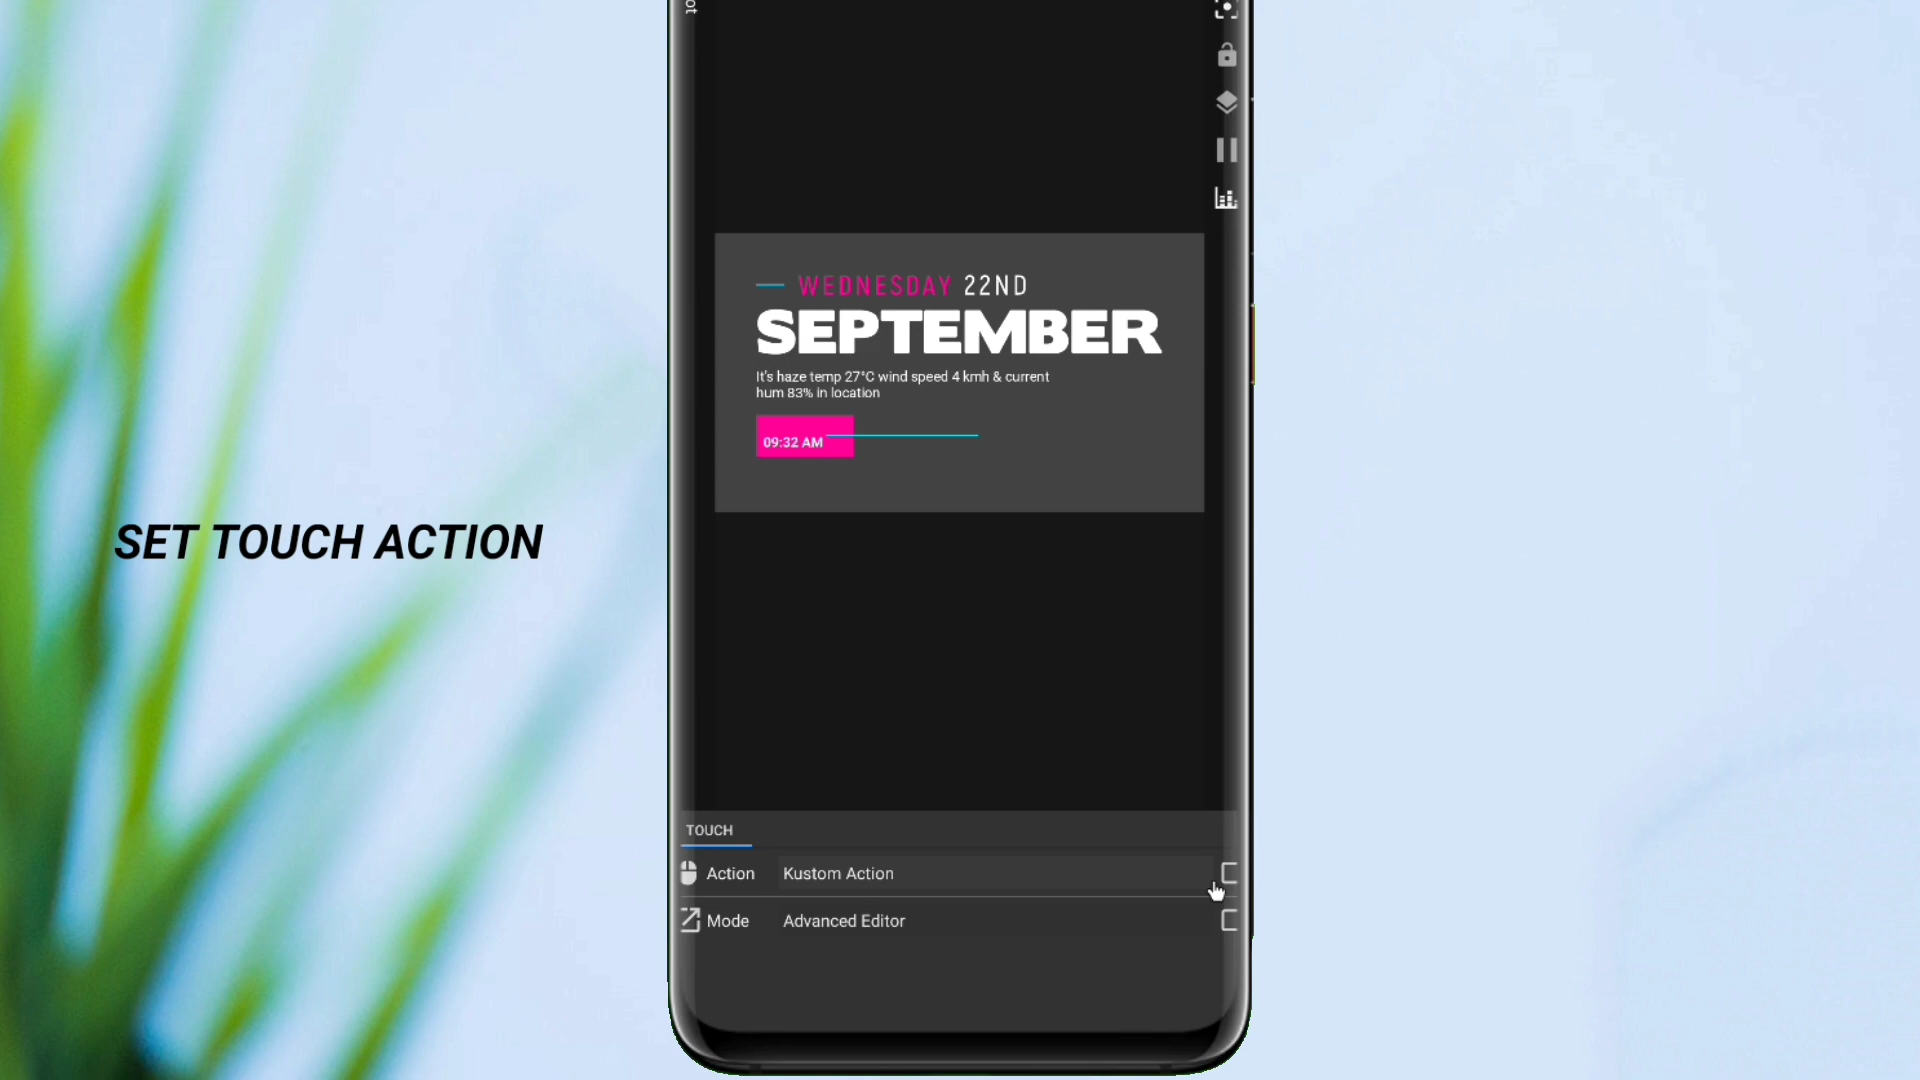 WEDNESDAY 22ND
SEPTEMBER
It's haze temp 27°C wind speed 4 kmh & current
hum 83% in location
09:32 AM
SET TOUCH ACTION
TOUCH
Action Kustom Action
Mode Advanced Editor